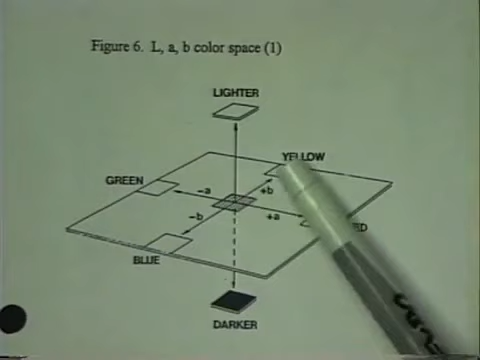 Figure 6. L, a, b color space (1)
LIGHTER
YELLOW
GREEN
-a
+b
-b
+a
BLUE
DARKER